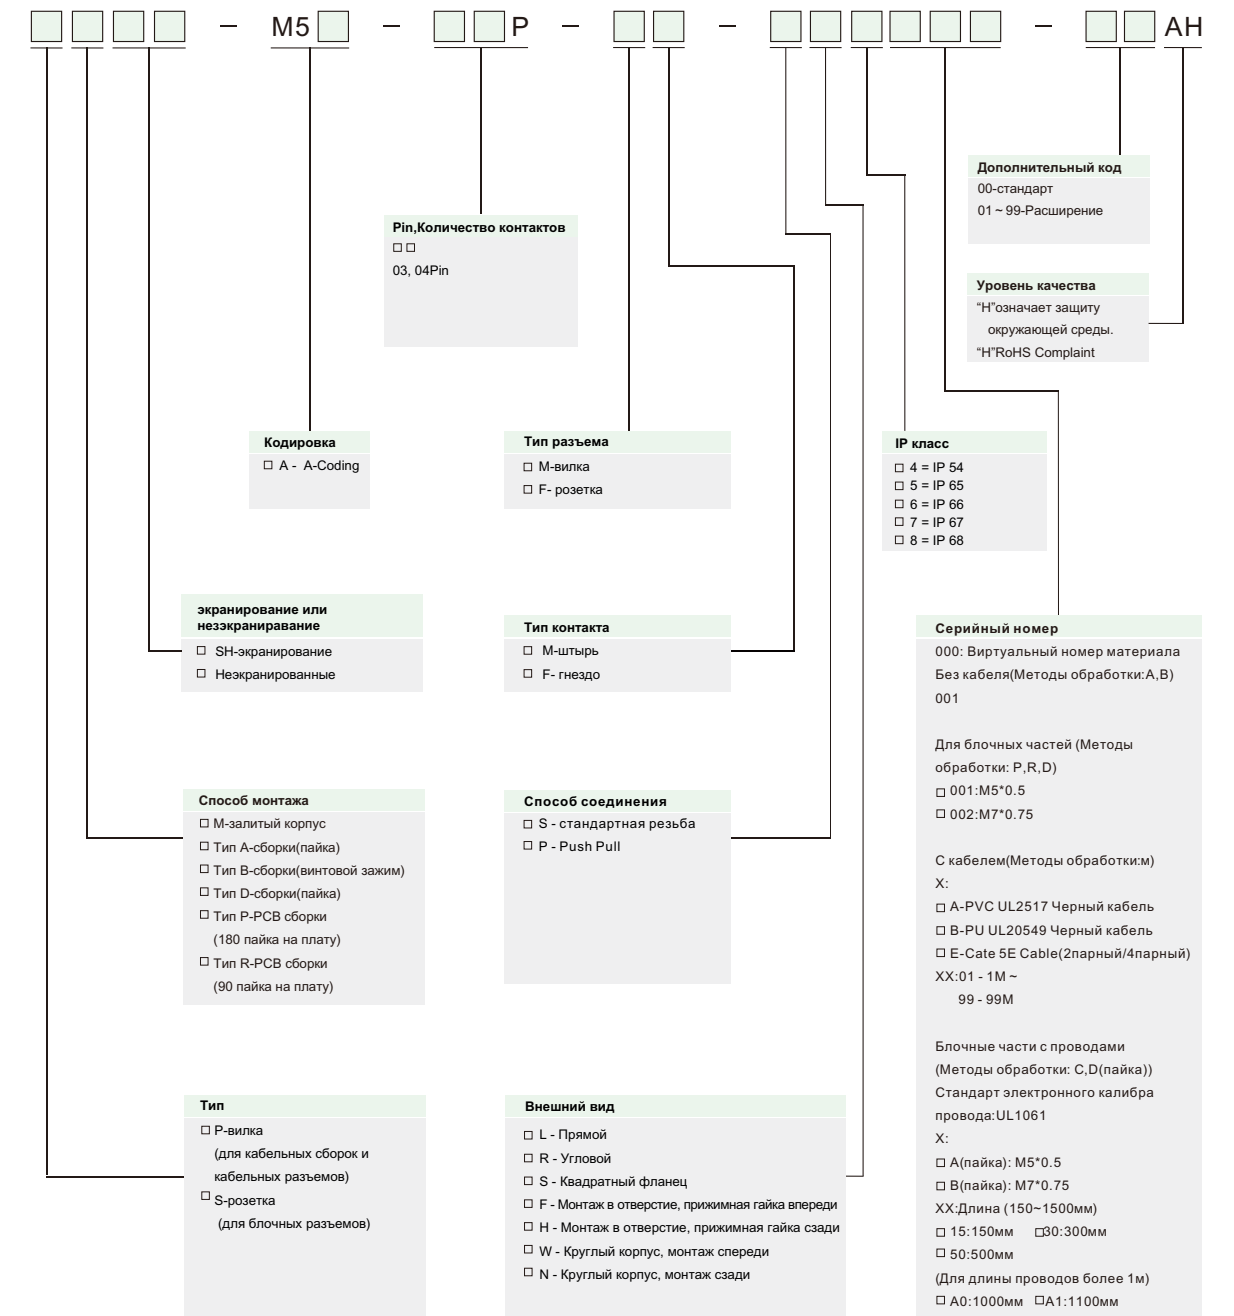 – M5 – P – – – AH
Дополнительный код
00-стандарт
01 ~ 99-Расширение
Pin,Количество контактов
□ □
03, 04Pin
Уровень качества
“H”означает защиту
окружающей среды.
“H”RoHS Complaint
Кодировка
□ A - A-Coding
Тип разъема
□ M-вилка
□ F- розетка
IP класс
□ 4 = IP 54
□ 5 = IP 65
□ 6 = IP 66
□ 7 = IP 67
□ 8 = IP 68
экранирование или
незэкраниравание
□ SH-экранирование
□ Неэкранированные
Тип контакта
□ M-штырь
□ F- гнездо
Серийный номер
000: Виртуальный номер материала
Без кабеля(Методы обработки:A,B)
001
Для блочных частей (Методы
обработки: P,R,D)
□ 001:M5*0.5
□ 002:M7*0.75
С кабелем(Методы обработки:м)
X:
□ A-PVC UL2517 Черный кабель
□ B-PU UL20549 Черный кабель
□ E-Cate 5E Cable(2парный/4парный)
XX:01 - 1M ~
99 - 99M
Блочные части с проводами
(Методы обработки: C,D(пайка))
Стандарт электронного калибра
провода:UL1061
X:
□ A(пайка): M5*0.5
□ B(пайка): M7*0.75
XX:Длина (150~1500мм)
□ 15:150мм □30:300мм
□ 50:500мм
(Для длины проводов более 1м)
□ A0:1000мм □A1:1100мм
Способ монтажа
□ М-залитый корпус
□ Тип А-сборки(пайка)
□ Тип В-сборки(винтовой зажим)
□ Тип D-сборки(пайка)
□ Тип P-PCB сборки
(180 пайка на плату)
□ Тип R-PCB сборки
(90 пайка на плату)
Способ соединения
□ S - стандартная резьба
□ P - Push Pull
Тип
□ P-вилка
(для кабельных сборок и
кабельных разъемов)
□ S-розетка
(для блочных разъемов)
Внешний вид
□ L - Прямой
□ R - Угловой
□ S - Квадратный фланец
□ F - Монтаж в отверстие, прижимная гайка впереди
□ H - Монтаж в отверстие, прижимная гайка сзади
□ W - Круглый корпус, монтаж спереди
□ N - Круглый корпус, монтаж сзади